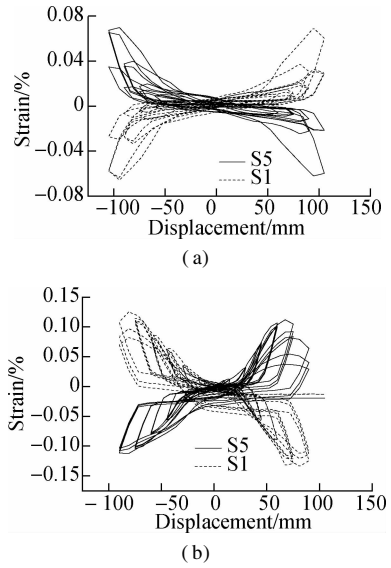 0.08
0.04
0
−0.04
−0.08
Strain/%
S5
S1
−100 −50 0 50 100 150
Displacement/mm
(a)
0.15
0.10
0.05
0
−0.05
−0.10
−0.15
Strain/%
S5
S1
−100 −50 0 50 100 150
Displacement/mm
(b)